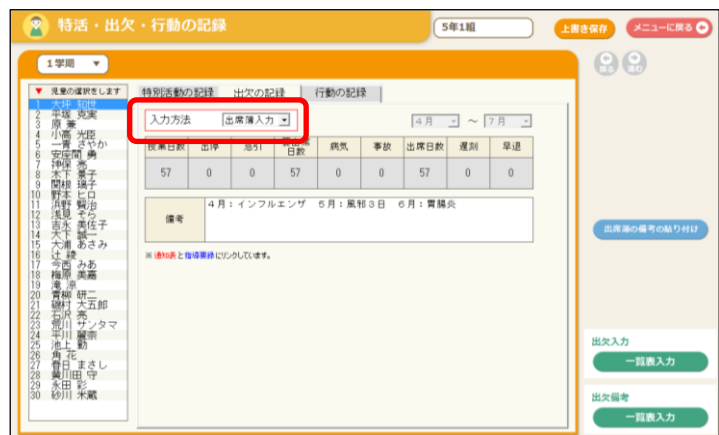 特活・出欠・行動の記録
5年1組
上書き保存
メニューに戻る
戻る
進む
1学期 ▼
▼ 児童の選択をします
特別活動の記録
出欠の記録
行動の記録
1 大坪 知世
2 平坂 克実
3 原 兼
4 小高 光臣
5 一青 さやか
6 安座間 勇
7 神保 亮
8 木下 景子
9 関根 瑞子
10 野本 ヒロ
11 浜野 賢治
12 浅見 そら
13 吉永 美佐子
14 大下 誠一
15 大浦 あさみ
16 辻 稜
17 今西 みあ
18 梅原 美嘉
19 滝 涼
20 青柳 研二
21 磯村 大五郎
22 石沢 亮
23 荒川 サンタマ
24 平川 麗奈
25 池上 勤
26 角 花
27 春日 まさし
28 黄川田 守
29 永田 彩
30 砂川 米蔵
入力方法
出席簿入力
4月 ～ 7月
授業日数 出停 忌引 日数 病気 事故 出席日数 遅刻 早退
57 0 0 57 0 0 57 0 0
備考
4月：インフルエンザ 5月：風邪3日 6月：胃腸炎
※ 通知表と指導要録にリンクしています。
出席簿の備考の貼り付け
出欠入力
一覧表入力
出欠備考
一覧表入力